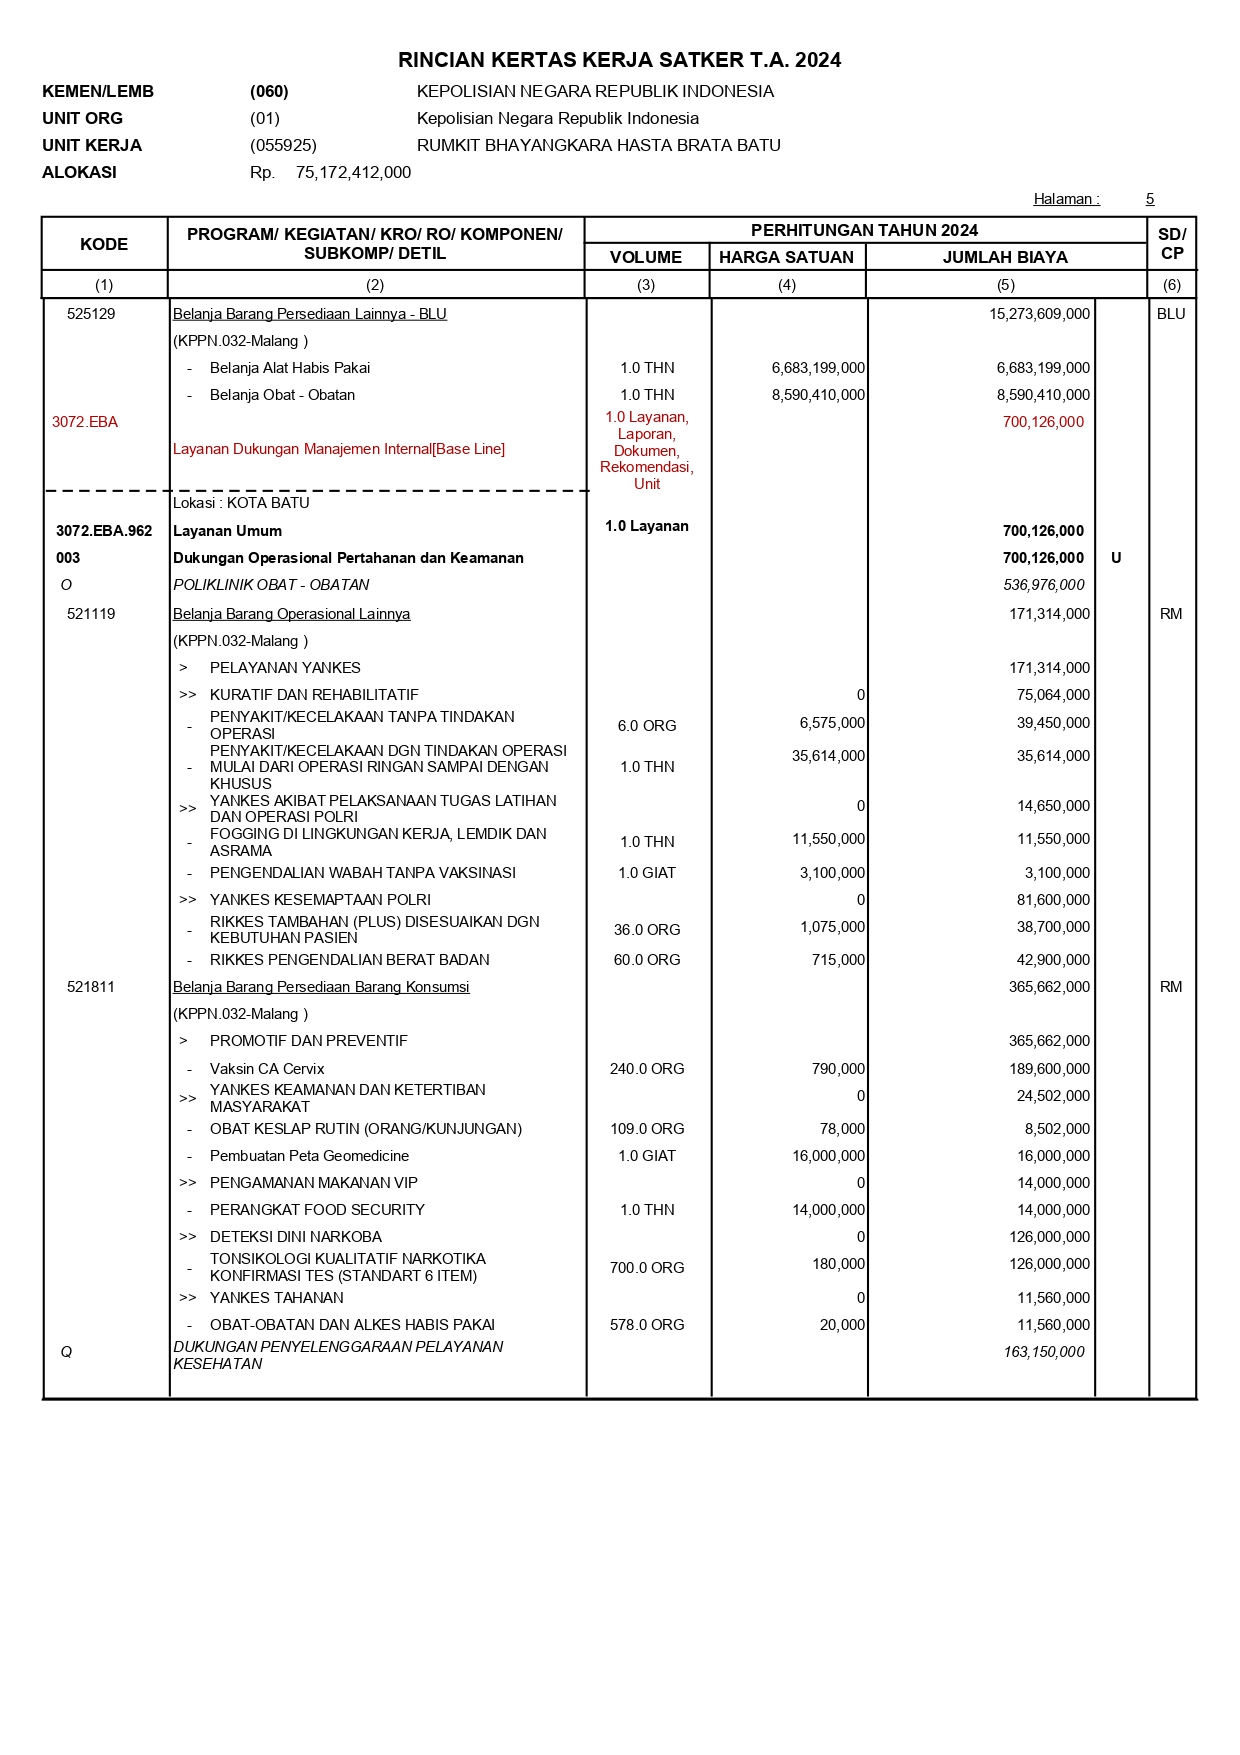 RINCIAN KERTAS KERJA SATKER T.A. 2024
KEMEN/LEMB (060) KEPOLISIAN NEGARA REPUBLIK INDONESIA
UNIT ORG (01) Kepolisian Negara Republik Indonesia
UNIT KERJA (055925) RUMKIT BHAYANGKARA HASTA BRATA BATU
ALOKASI Rp. 75,172,412,000
Halaman : 5
KODE PROGRAM/ KEGIATAN/ KRO/ RO/ KOMPONEN/ SUBKOMP/ DETIL PERHITUNGAN TAHUN 2024 SD/ CP
VOLUME HARGA SATUAN JUMLAH BIAYA
(1) (2) (3) (4) (5) (6)
525129 Belanja Barang Persediaan Lainnya - BLU 15,273,609,000 BLU
(KPPN.032-Malang )
- Belanja Alat Habis Pakai 1.0 THN 6,683,199,000 6,683,199,000
- Belanja Obat - Obatan 1.0 THN 8,590,410,000 8,590,410,000
3072.EBA 1.0 Layanan, 700,126,000
Laporan,
Layanan Dukungan Manajemen Internal[Base Line] Dokumen,
Rekomendasi,
Unit
Lokasi : KOTA BATU
3072.EBA.962 Layanan Umum 1.0 Layanan 700,126,000
003 Dukungan Operasional Pertahanan dan Keamanan 700,126,000 U
O POLIKLINIK OBAT - OBATAN 536,976,000
521119 Belanja Barang Operasional Lainnya 171,314,000 RM
(KPPN.032-Malang )
> PELAYANAN YANKES 171,314,000
>> KURATIF DAN REHABILITATIF 0 75,064,000
- PENYAKIT/KECELAKAAN TANPA TINDAKAN 6.0 ORG 6,575,000 39,450,000
OPERASI
PENYAKIT/KECELAKAAN DGN TINDAKAN OPERASI 35,614,000 35,614,000
- MULAI DARI OPERASI RINGAN SAMPAI DENGAN 1.0 THN
KHUSUS
>> YANKES AKIBAT PELAKSANAAN TUGAS LATIHAN 0 14,650,000
DAN OPERASI POLRI
- FOGGING DI LINGKUNGAN KERJA, LEMDIK DAN 1.0 THN 11,550,000 11,550,000
ASRAMA
- PENGENDALIAN WABAH TANPA VAKSINASI 1.0 GIAT 3,100,000 3,100,000
>> YANKES KESEMAPTAAN POLRI 0 81,600,000
- RIKKES TAMBAHAN (PLUS) DISESUAIKAN DGN 36.0 ORG 1,075,000 38,700,000
KEBUTUHAN PASIEN
- RIKKES PENGENDALIAN BERAT BADAN 60.0 ORG 715,000 42,900,000
521811 Belanja Barang Persediaan Barang Konsumsi 365,662,000 RM
(KPPN.032-Malang )
> PROMOTIF DAN PREVENTIF 365,662,000
- Vaksin CA Cervix 240.0 ORG 790,000 189,600,000
>> YANKES KEAMANAN DAN KETERTIBAN 0 24,502,000
MASYARAKAT
- OBAT KESLAP RUTIN (ORANG/KUNJUNGAN) 109.0 ORG 78,000 8,502,000
- Pembuatan Peta Geomedicine 1.0 GIAT 16,000,000 16,000,000
>> PENGAMANAN MAKANAN VIP 0 14,000,000
- PERANGKAT FOOD SECURITY 1.0 THN 14,000,000 14,000,000
>> DETEKSI DINI NARKOBA 0 126,000,000
- TONSIKOLOGI KUALITATIF NARKOTIKA 700.0 ORG 180,000 126,000,000
KONFIRMASI TES (STANDART 6 ITEM)
>> YANKES TAHANAN 0 11,560,000
- OBAT-OBATAN DAN ALKES HABIS PAKAI 578.0 ORG 20,000 11,560,000
Q DUKUNGAN PENYELENGGARAAN PELAYANAN 163,150,000
KESEHATAN